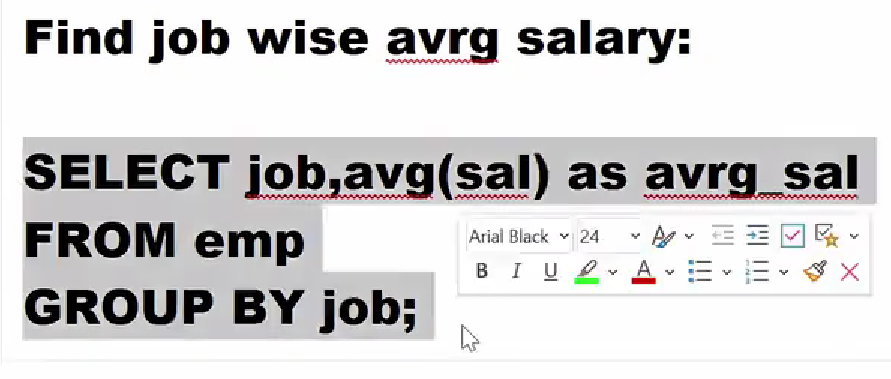 Find job wise avrg salary:
SELECT job,avg(sal) as avrg_sal
FROM emp
Arial Black 24
B I U A
GROUP BY job;